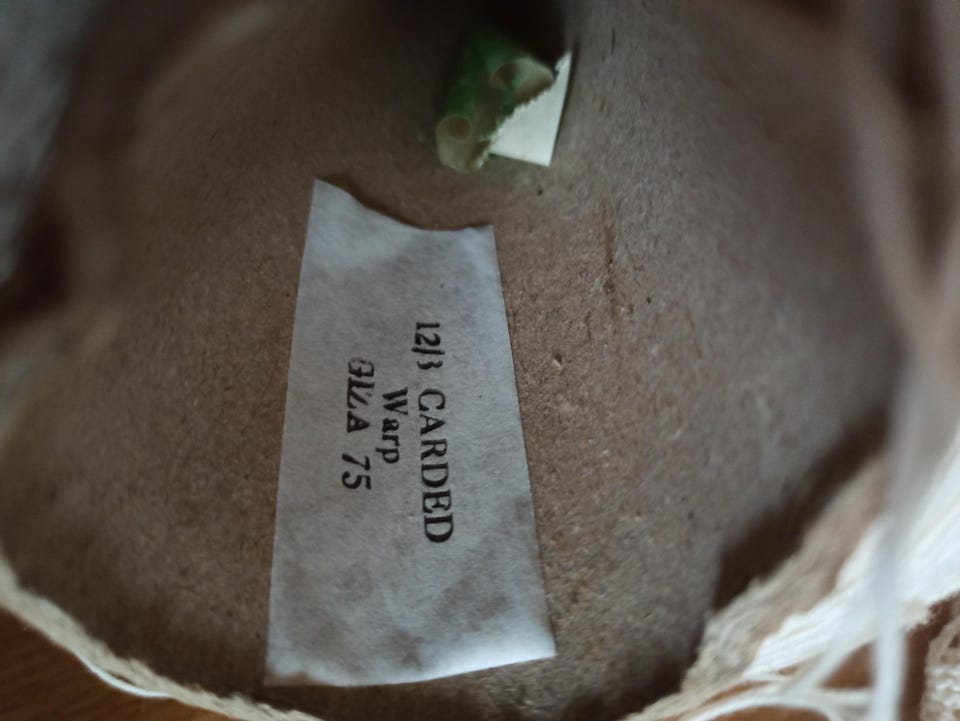 12/3 CARDED
Warp
GIZA 75